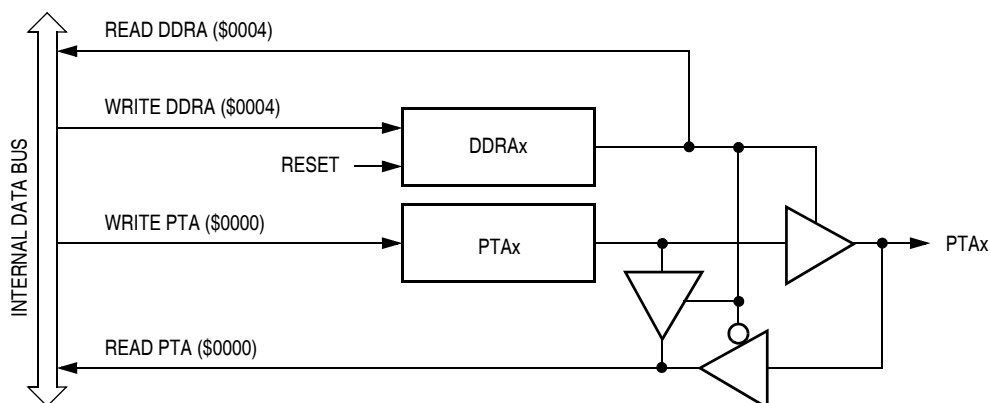 READ DDRA ($0004)
WRITE DDRA ($0004)
DDRAx
RESET
WRITE PTA ($0000)
PTAx
PTAx
INTERNAL DATA BUS
READ PTA ($0000)